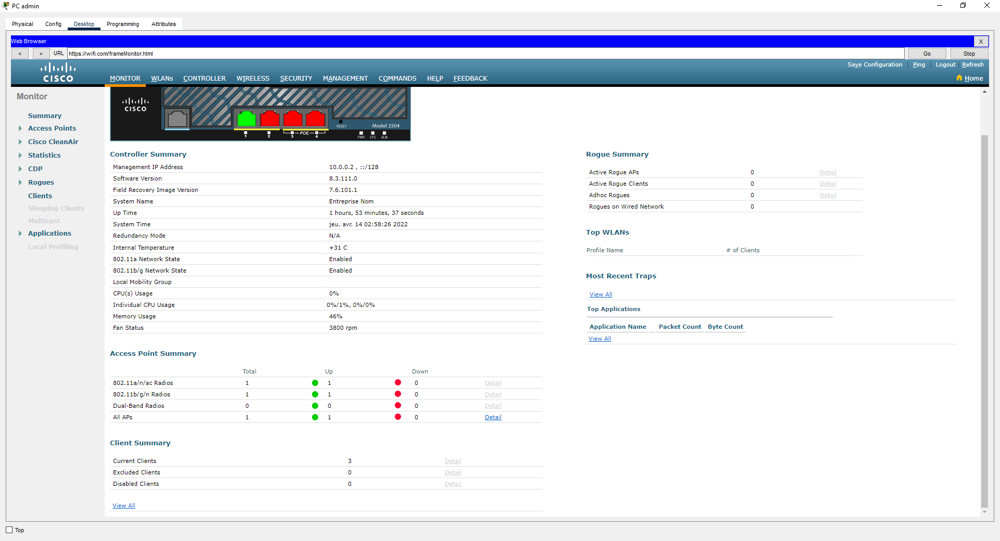 PC admin
Physical Config Desktop Programming Attributes
Web Browser X
< > URL https://wifi.com/frameMonitor.html Go Stop
Save Configuration | Ping | Logout | Refresh
CISCO
MONITOR WLANs CONTROLLER WIRELESS SECURITY MANAGEMENT COMMANDS HELP FEEDBACK Home
Monitor
Summary
Access Points
Cisco CleanAir
Statistics
CDP
Rogues
Clients
Sleeping Clients
Multicast
Applications
Local Profiling
CISCO
RESET Model 2504
1 2 3 POE 4 PWR SYS ALM
Controller Summary
Management IP Address 10.0.0.2 , ::/128
Software Version 8.3.111.0
Field Recovery Image Version 7.6.101.1
System Name Entreprise Nom
Up Time 1 hours, 53 minutes, 37 seconds
System Time jeu. avr. 14 02:58:26 2022
Redundancy Mode N/A
Internal Temperature +31 C
802.11a Network State Enabled
802.11b/g Network State Enabled
Local Mobility Group
CPU(s) Usage 0%
Individual CPU Usage 0%/1%, 0%/0%
Memory Usage 46%
Fan Status 3800 rpm
Access Point Summary
Total Up Down
802.11a/n/ac Radios 1 1 0 Detail
802.11b/g/n Radios 1 1 0 Detail
Dual-Band Radios 0 0 0 Detail
All APs 1 1 0 Detail
Client Summary
Current Clients 3 Detail
Excluded Clients 0 Detail
Disabled Clients 0 Detail
View All
Rogue Summary
Active Rogue APs 0 Detail
Active Rogue Clients 0 Detail
Adhoc Rogues 0 Detail
Rogues on Wired Network 0
Top WLANs
Profile Name # of Clients
Most Recent Traps
View All
Top Applications
Application Name Packet Count Byte Count
View All
Top